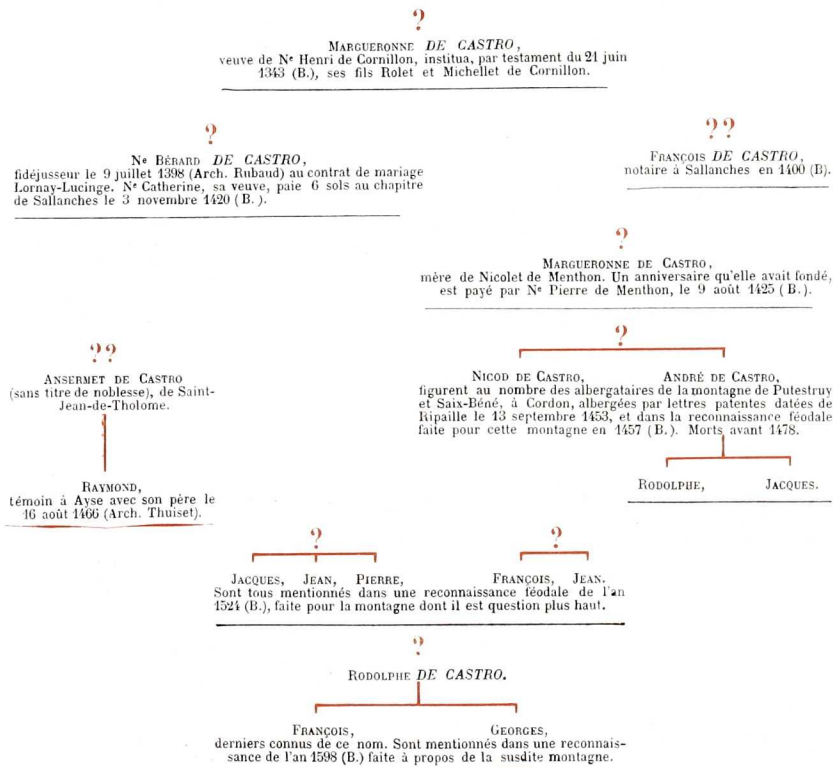 ?
MARGUERONNE DE CASTRO,
veuve de Ne Henri de Cornillon, institua, par testament du 21 juin
1343 (B.), ses fils Rolet et Michellet de Cornillon.
?
Ne BÉRARD DE CASTRO,
fidéjusseur le 9 juillet 1398 (Arch. Rubaud) au contrat de mariage
Lornay-Lucinge. Ne Catherine, sa veuve, paie 6 sols au chapitre
de Sallanches le 3 novembre 1420 (B.).
??
FRANÇOIS DE CASTRO,
notaire à Sallanches en 1400 (B).
?
MARGUERONNE DE CASTRO,
mère de Nicolet de Menthon. Un anniversaire qu'elle avait fondé,
est payé par Ne Pierre de Menthon, le 9 août 1425 (B.).
??
ANSERMET DE CASTRO
(sans titre de noblesse), de Saint-
Jean-de-Tholome.
RAYMOND,
témoin à Ayse avec son père le
16 août 1466 (Arch. Thuiset).
?
NICOD DE CASTRO, ANDRÉ DE CASTRO,
figurent au nombre des albergataires de la montagne de Putestruy
et Saix-Béné, à Cordon, albergées par lettres patentes datées de
Ripaille le 13 septembre 1453, et dans la reconnaissance féodale
faite pour cette montagne en 1457 (B.). Morts avant 1478.
RODOLPHE, JACQUES.
? ?
JACQUES, JEAN, PIERRE, FRANÇOIS, JEAN.
Sont tous mentionnés dans une reconnaissance féodale de l'an
1524 (B.), faite pour la montagne dont il est question plus haut.
?
RODOLPHE DE CASTRO.
FRANÇOIS, GEORGES,
derniers connus de ce nom. Sont mentionnés dans une reconnais-
sance de l'an 1598 (B.) faite à propos de la susdite montagne.